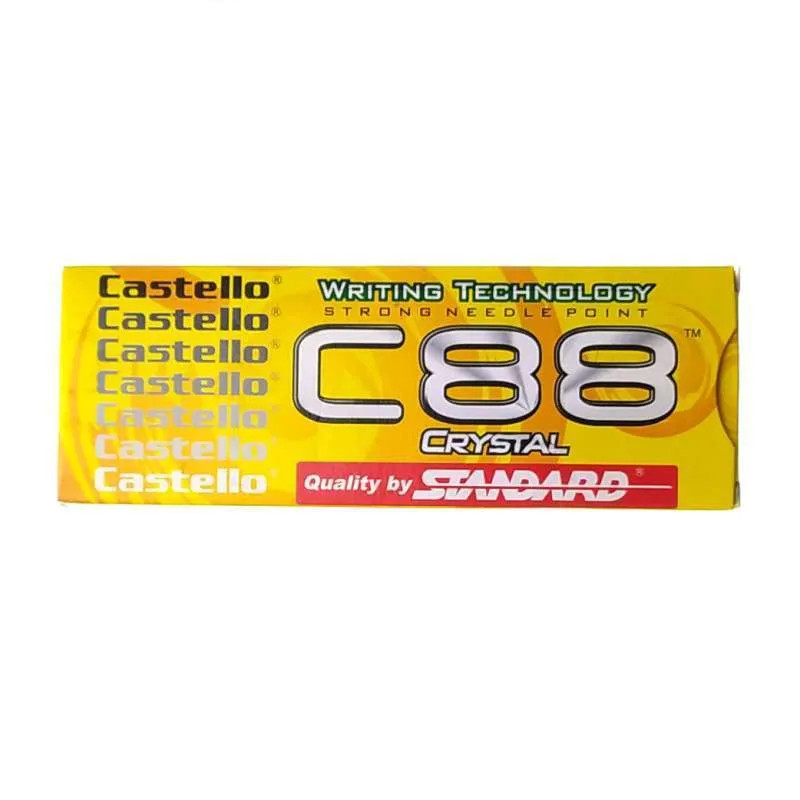 Castello®
Castello®
Castello®
Castello®
Castello®
Castello®
Castello®
WRITING TECHNOLOGY
STRONG NEEDLE POINT
C88™
CRYSTAL
Quality by STANDARD®